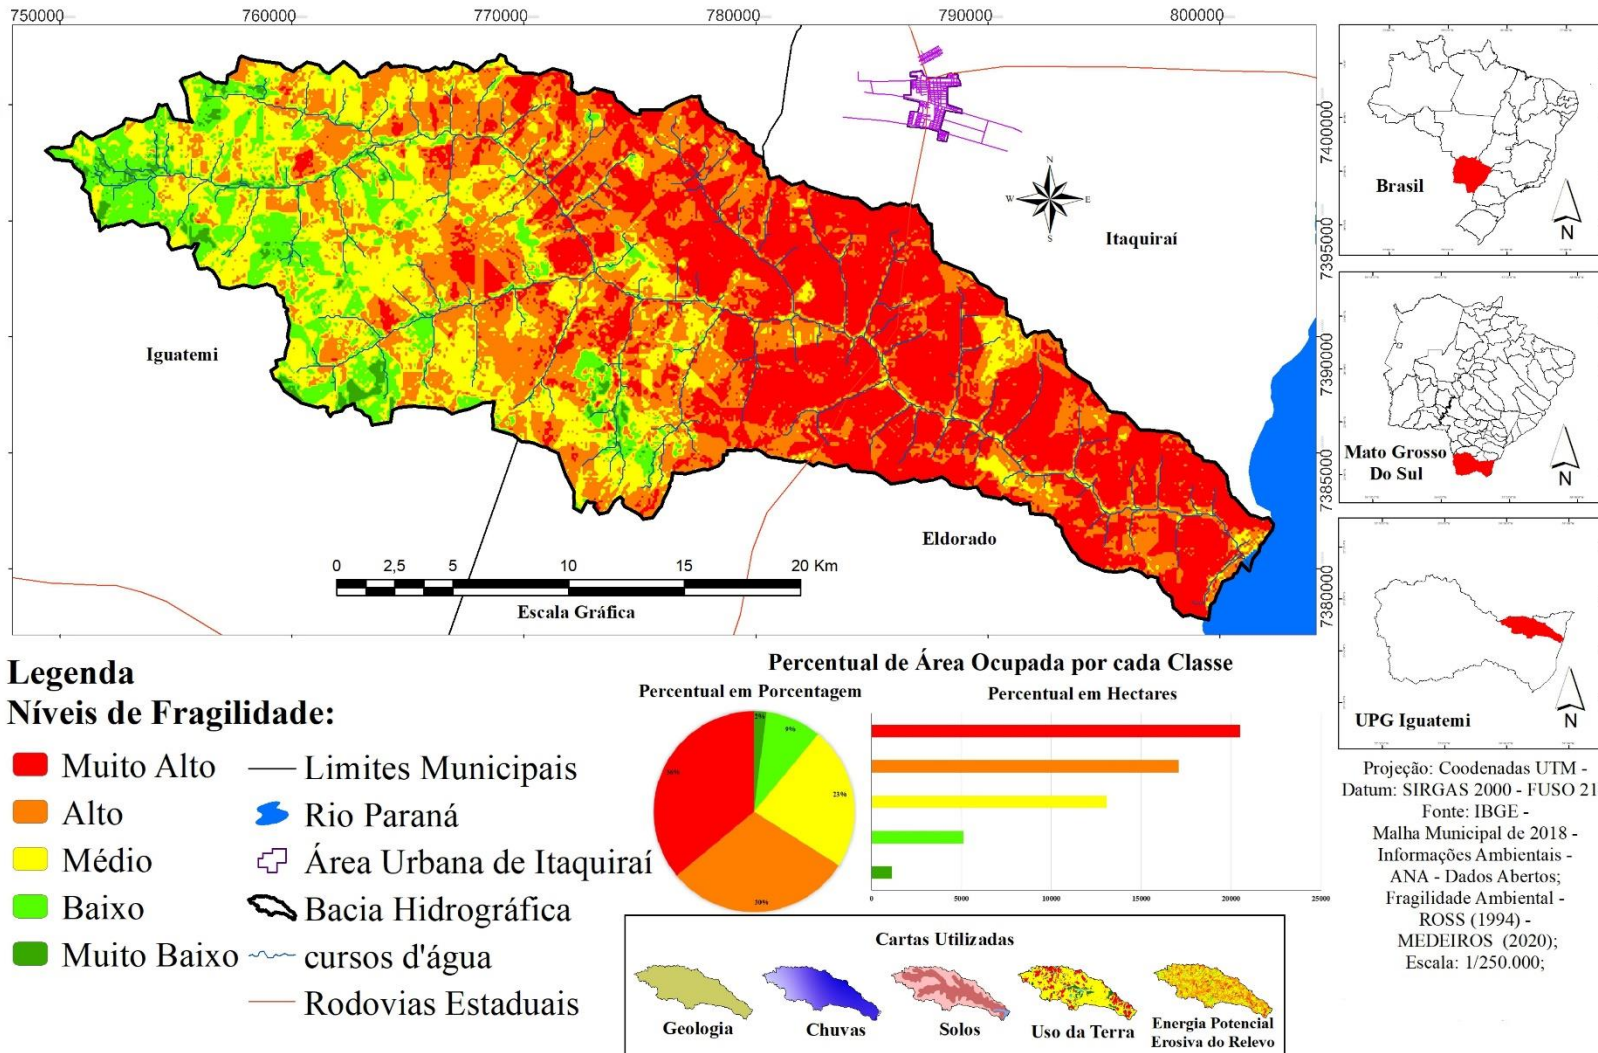 750000 760000 770000 780000 790000 800000
7400000
7395000
7390000
7385000
7380000
Itaquiraí
Iguatemi
Eldorado
N
W E
S
0 2,5 5 10 15 20 Km
Escala Gráfica
Brasil
N
Mato Grosso
Do Sul
N
UPG Iguatemi
N
Legenda
Níveis de Fragilidade:
Muito Alto
Alto
Médio
Baixo
Muito Baixo
Limites Municipais
Rio Paraná
Área Urbana de Itaquiraí
Bacia Hidrográfica
cursos d'água
Rodovias Estaduais
Percentual de Área Ocupada por cada Classe
Percentual em Porcentagem
2%
9%
23%
30%
36%
Percentual em Hectares
0 5000 10000 15000 20000 25000
Cartas Utilizadas
Geologia
Chuvas
Solos
Uso da Terra
Energia Potencial
Erosiva do Relevo
Projeção: Coodenadas UTM -
Datum: SIRGAS 2000 - FUSO 21
Fonte: IBGE -
Malha Municipal de 2018 -
Informações Ambientais -
ANA - Dados Abertos;
Fragilidade Ambiental -
ROSS (1994) -
MEDEIROS (2020);
Escala: 1/250.000;